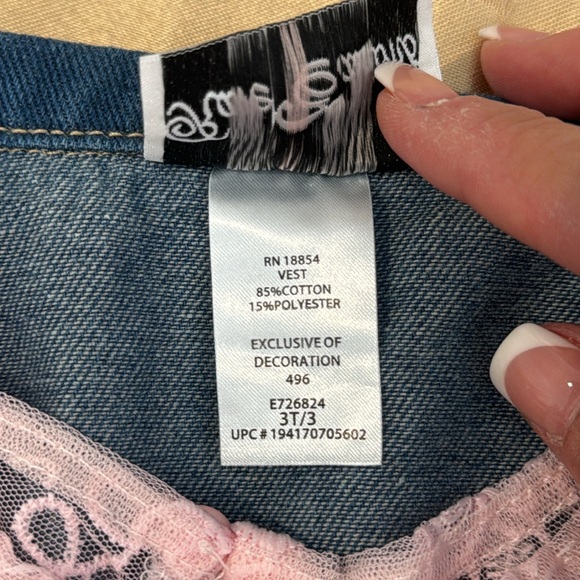 RN 18854
VEST
85%COTTON
15%POLYESTER
EXCLUSIVE OF
DECORATION
496
E726824
3T/3
UPC # 194170705602